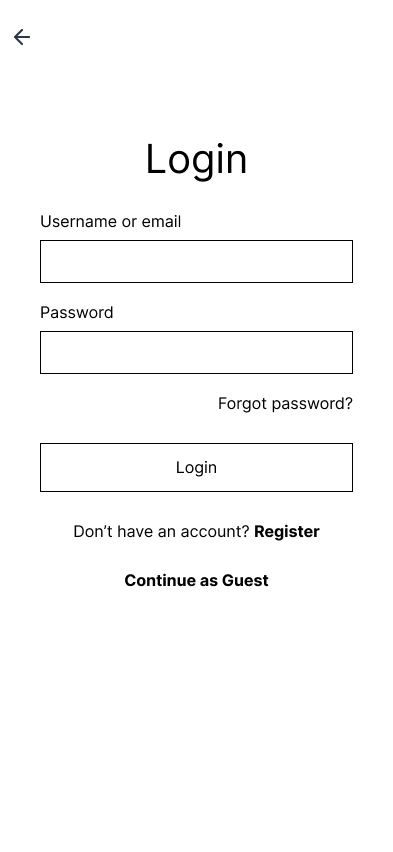 Login
Username or email
Password
Forgot password?
Login
Don’t have an account? Register
Continue as Guest